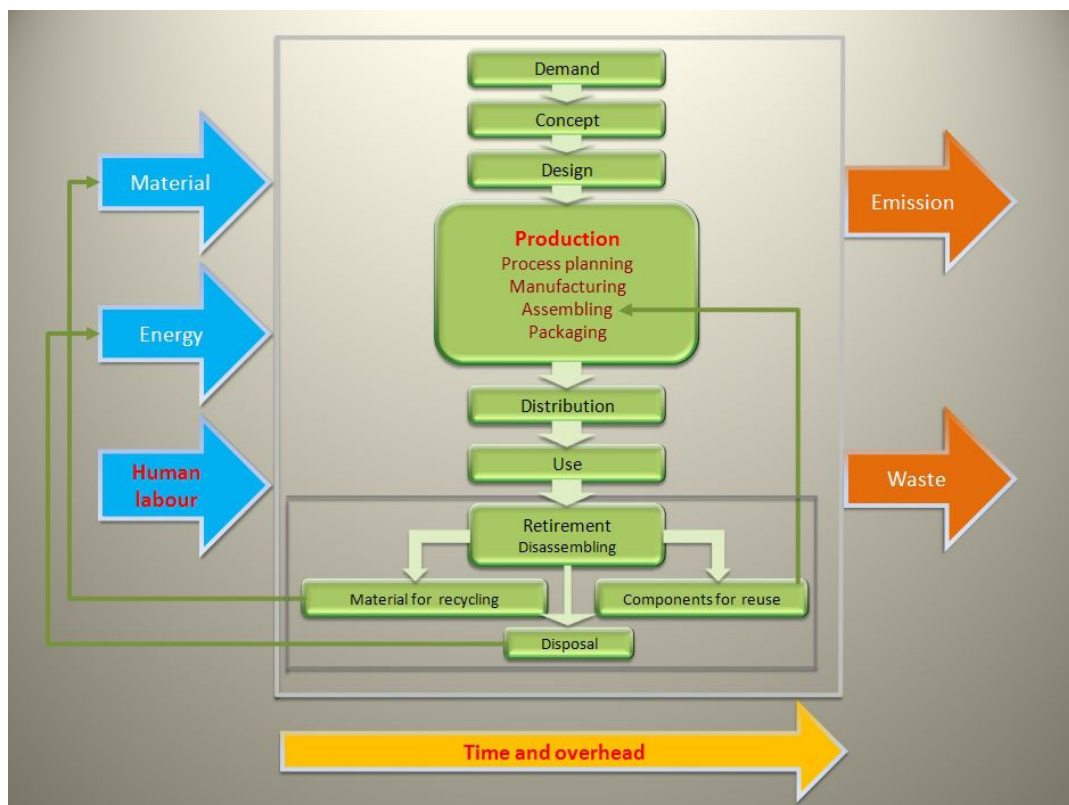 Demand
Concept
Design
Material
Emission
Production
Process planning
Manufacturing
Assembling
Packaging
Energy
Distribution
Use
Human
labour
Waste
Retirement
Disassembling
Material for recycling
Components for reuse
Disposal
Time and overhead